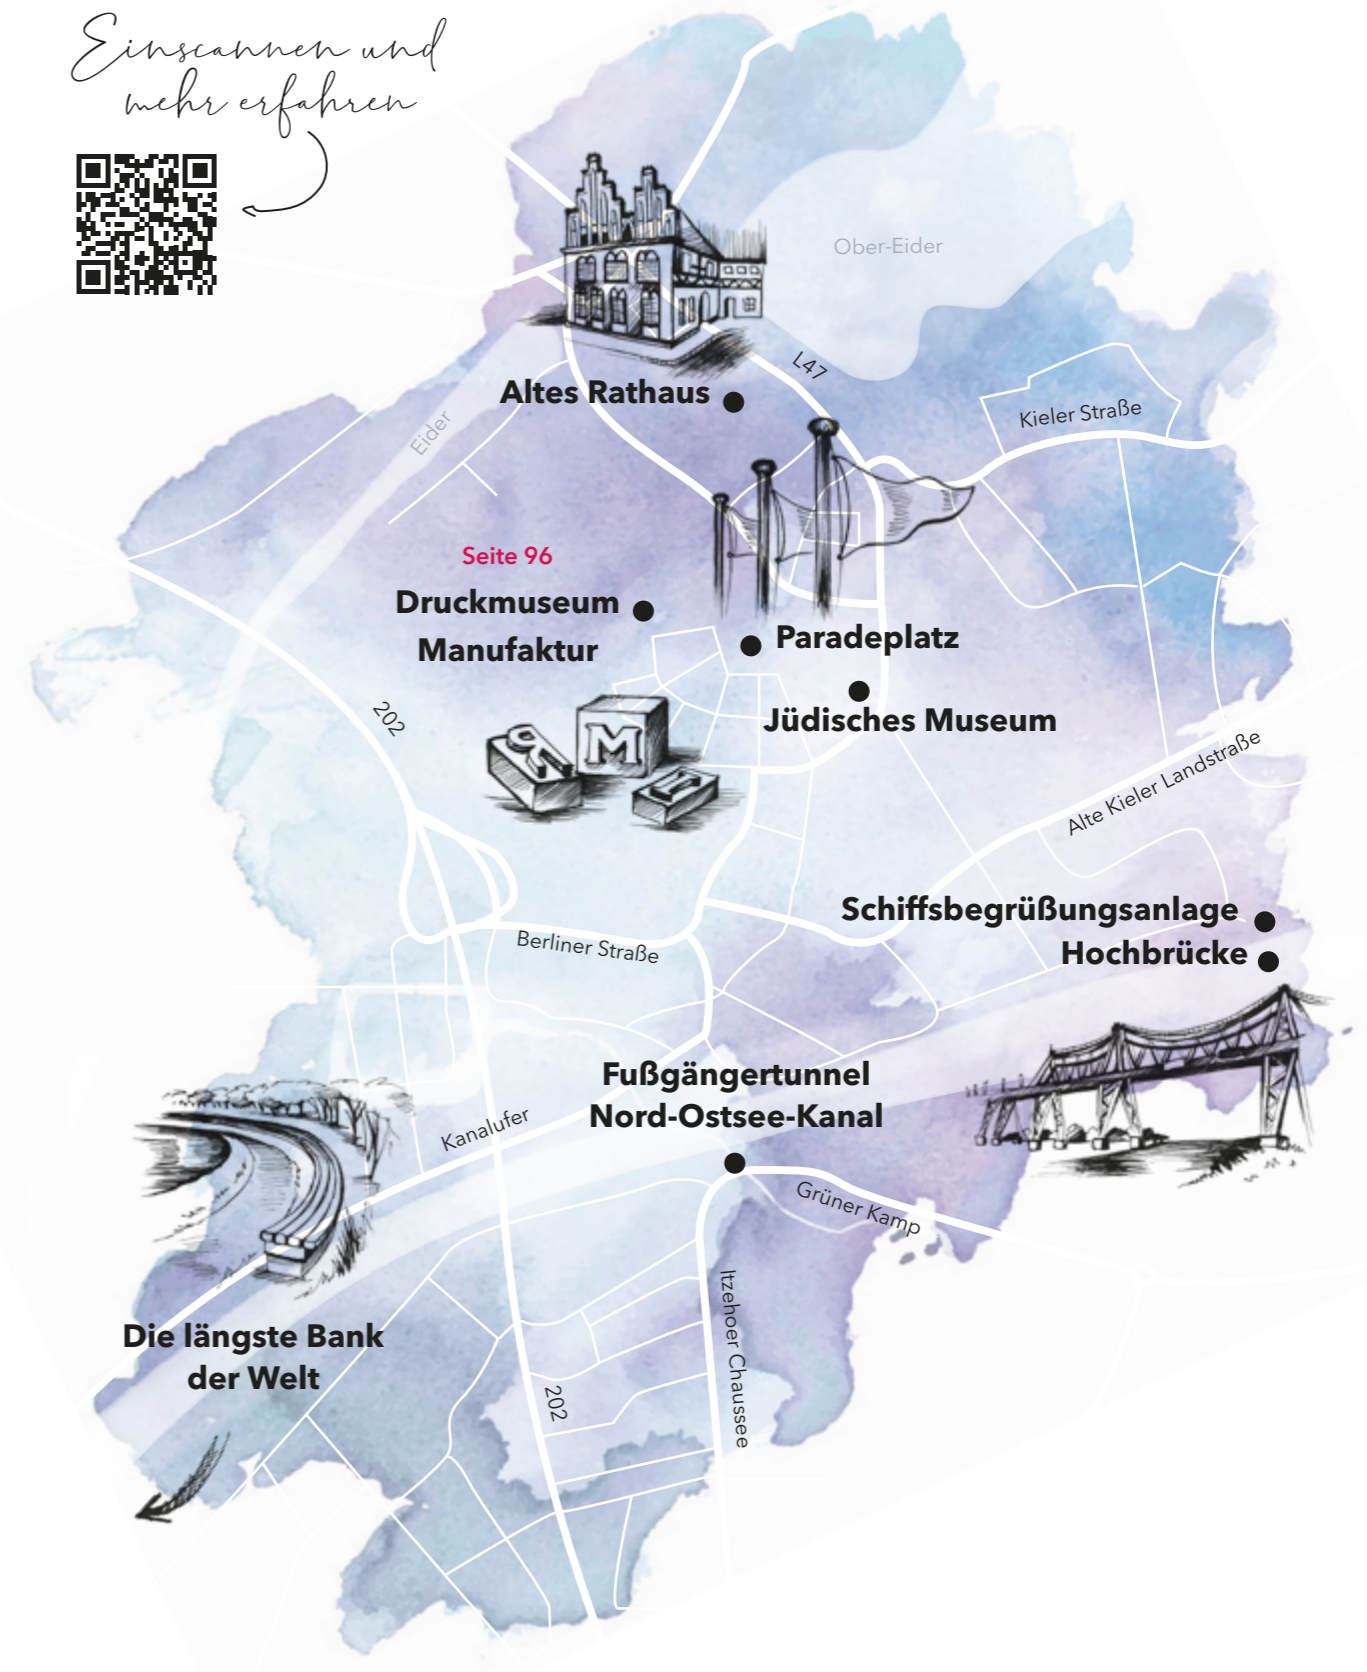 Einscannen und
mehr erfahren
Ober-Eider
L47
Altes Rathaus
Kieler Straße
Eider
Seite 96
Druckmuseum
Manufaktur
Paradeplatz
Jüdisches Museum
202
M
Alte Kieler Landstraße
Schiffsbegrüßungsanlage
Hochbrücke
Berliner Straße
Fußgängertunnel
Nord-Ostsee-Kanal
Kanalufer
Grüner Kamp
Itzehoer Chaussee
Die längste Bank
der Welt
202